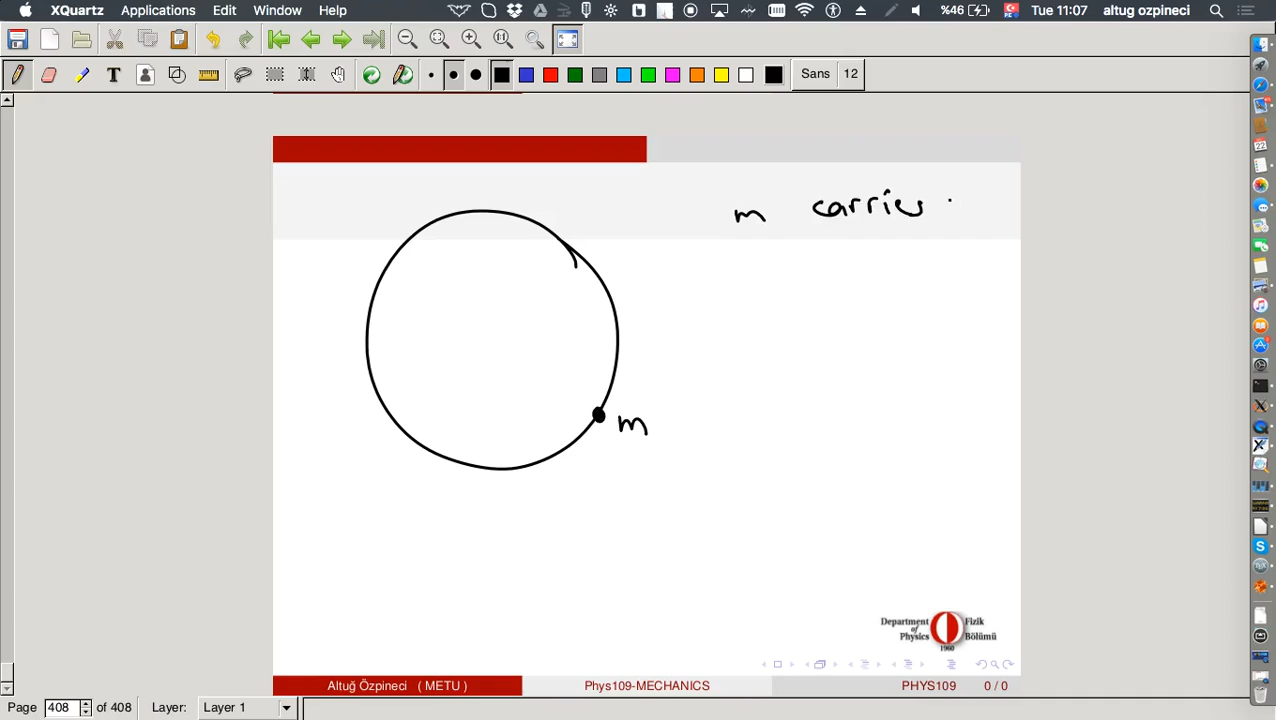 XQuartz Applications Edit Window Help %46 Tue 11:07 altug ozpineci
T Sans 12
m carries
m
Department of Physics Fizik Bölümü
1960
Altuğ Özpineci ( METU ) Phys109-MECHANICS PHYS109 0 / 0
Page 408 of 408 Layer: Layer 1